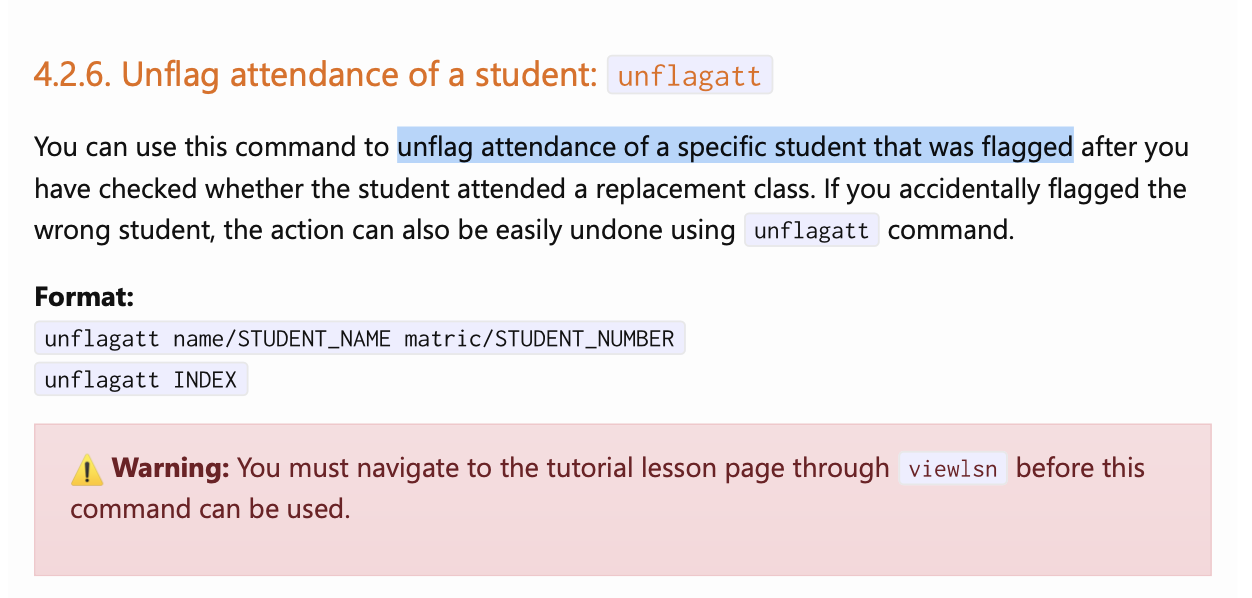 4.2.6. Unflag attendance of a student: unflagatt
You can use this command to unflag attendance of a specific student that was flagged after you
have checked whether the student attended a replacement class. If you accidentally flagged the
wrong student, the action can also be easily undone using unflagatt command.
Format:
unflagatt name/STUDENT_NAME matric/STUDENT_NUMBER
unflagatt INDEX
⚠️ Warning: You must navigate to the tutorial lesson page through viewlsn before this
command can be used.